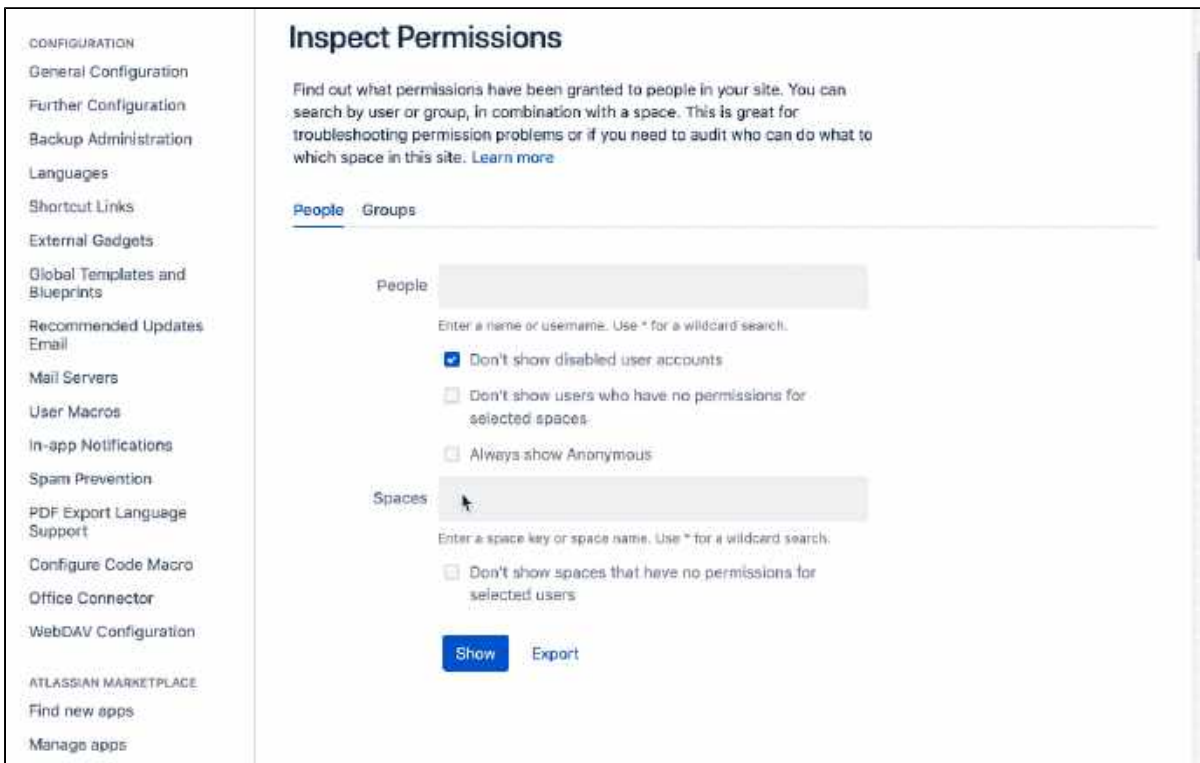 CONFIGURATION
General Configuration
Further Configuration
Backup Administration
Languages
Shortcut Links
External Gadgets
Global Templates and
Blueprints
Recommended Updates
Email
Mail Servers
User Macros
In-app Notifications
Spam Prevention
PDF Export Language
Support
Configure Code Macro
Office Connector
WebDAV Configuration
ATLASSIAN MARKETPLACE
Find new apps
Manage apps
Inspect Permissions
Find out what permissions have been granted to people in your site. You can
search by user or group, in combination with a space. This is great for
troubleshooting permission problems or if you need to audit who can do what to
which space in this site. Learn more
People Groups
People
Enter a name or username. Use * for a wildcard search.
Don't show disabled user accounts
Don't show users who have no permissions for
selected spaces
Always show Anonymous
Spaces
Enter a space key or space name. Use * for a wildcard search.
Don't show spaces that have no permissions for
selected users
Show Export